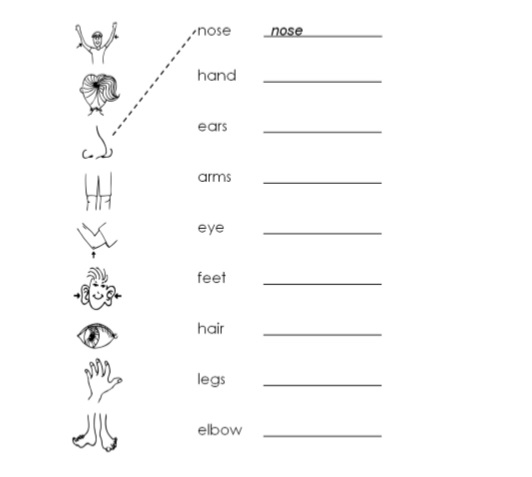 nose nose
hand
ears
arms
eye
feet
hair
legs
elbow